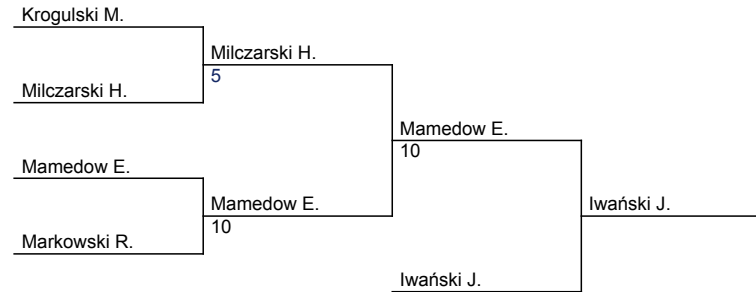 Krogulski M.
Milczarski H.
5
Milczarski H.
Mamedow E.
10
Mamedow E.
Mamedow E.
10
Iwański J.
Markowski R.
Iwański J.